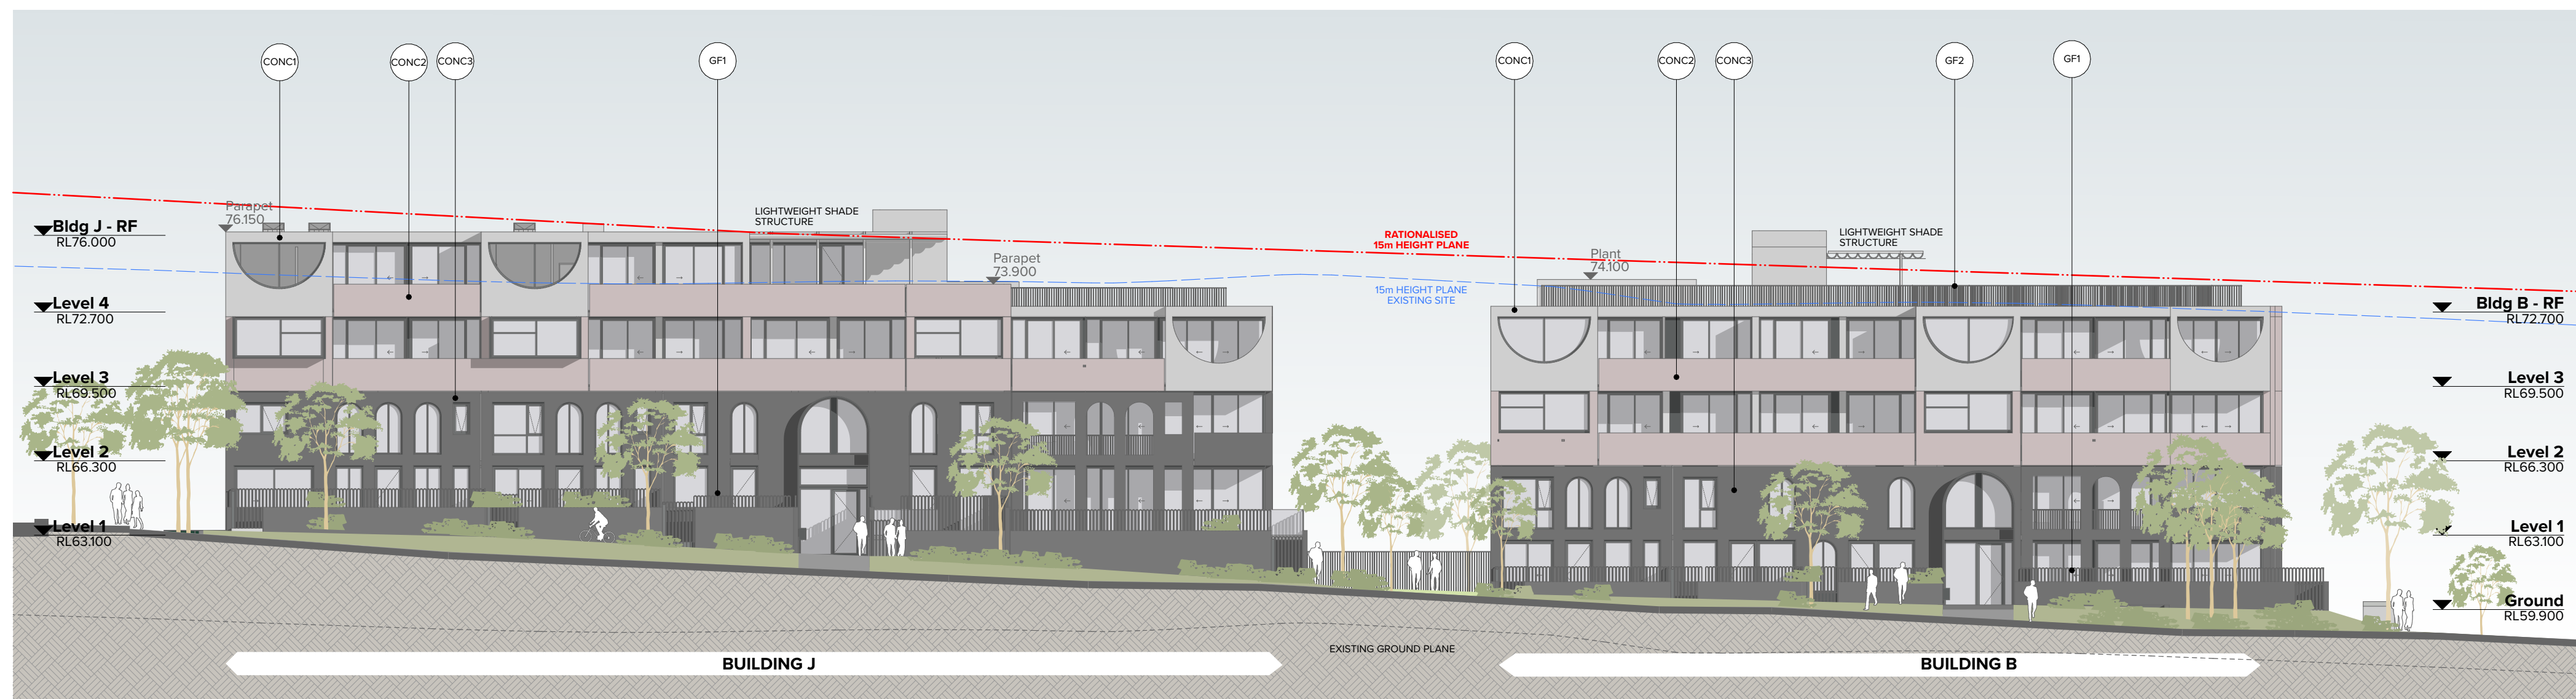 CONC1
CONC2
CONC3
GF1
CONC1
CONC2
CONC3
GF2
GF1
Parapet
76.150
LIGHTWEIGHT SHADE
STRUCTURE
Bldg J - RF
RL76.000
RATIONALISED
15m HEIGHT PLANE
LIGHTWEIGHT SHADE
STRUCTURE
Parapet
73.900
Plant
74.100
15m HEIGHT PLANE
EXISTING SITE
Level 4
RL72.700
Bldg B - RF
RL72.700
Level 3
RL69.500
Level 3
RL69.500
Level 2
RL66.300
Level 2
RL66.300
Level 1
RL63.100
Level 1
RL63.100
Ground
RL59.900
EXISTING GROUND PLANE
BUILDING J
BUILDING B